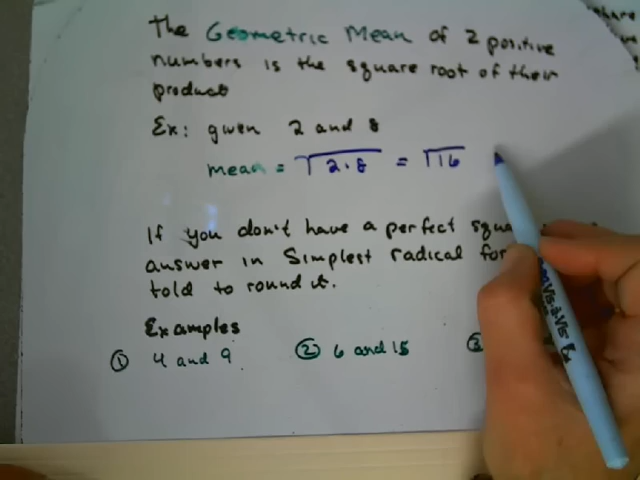 The Geometric Mean of 2 positive
numbers is the square root of their
product
Ex: given 2 and 8
mean = √2·8 = √16
If you don't have a perfect squa
answer in Simplest radical for
told to round it.
Examples
① 4 and 9 ② 6 and 15 ③